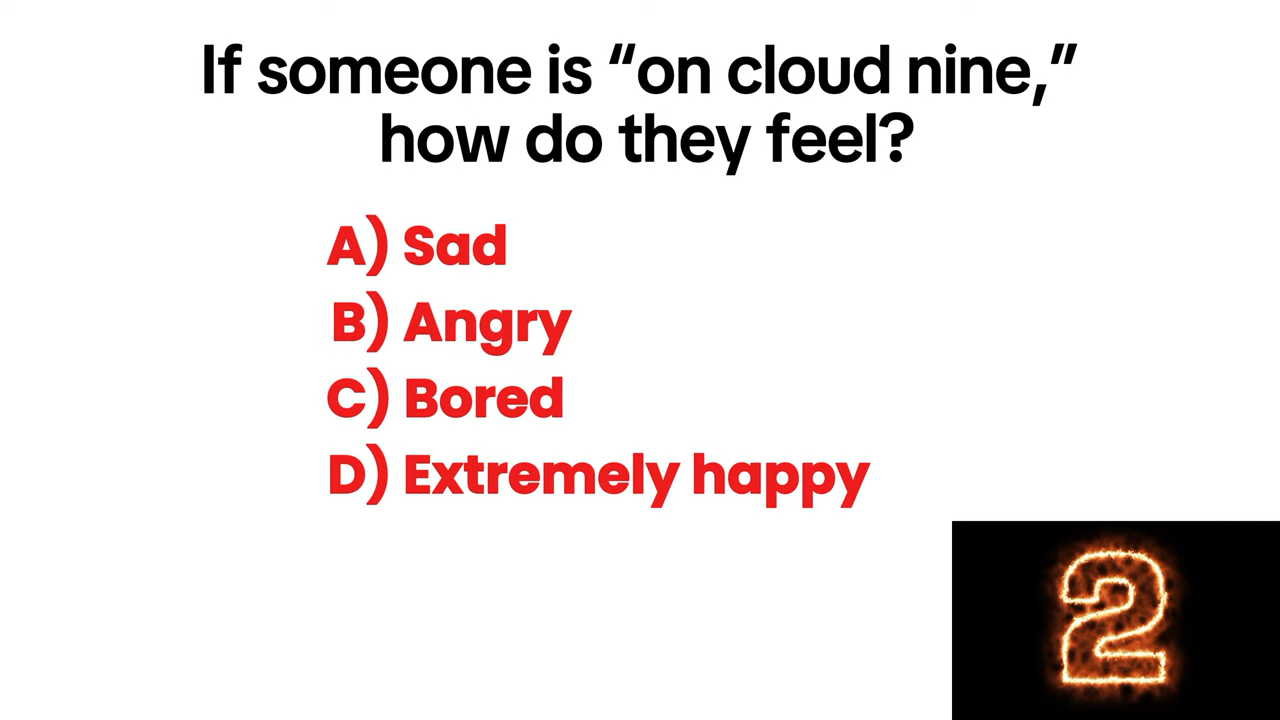 If someone is “on cloud nine,”
how do they feel?
A) Sad
B) Angry
C) Bored
D) Extremely happy
2